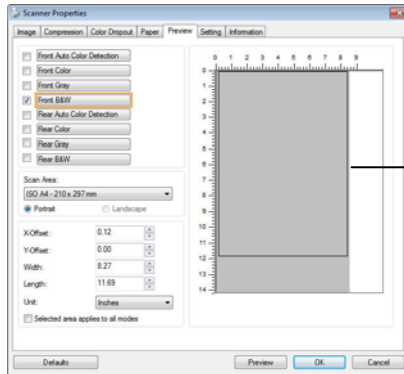 Scanner Properties
Image Compression Color Dropout Paper Preview Setting Information
Front Auto Color Detection
Front Color
Front Gray
Front B&W
Rear Auto Color Detection
Rear Color
Rear Gray
Rear B&W
Scan Area:
ISO A4 - 210 x 297 mm
Portrait Landscape
X-Offset: 0.12
Y-Offset: 0.00
Width: 8.27
Length: 11.69
Unit: Inches
Selected area applies to all modes
0 1 2 3 4 5 6 7 8 9
0
1
2
3
4
5
6
7
8
9
10
11
12
13
14
Defaults Preview OK Cancel